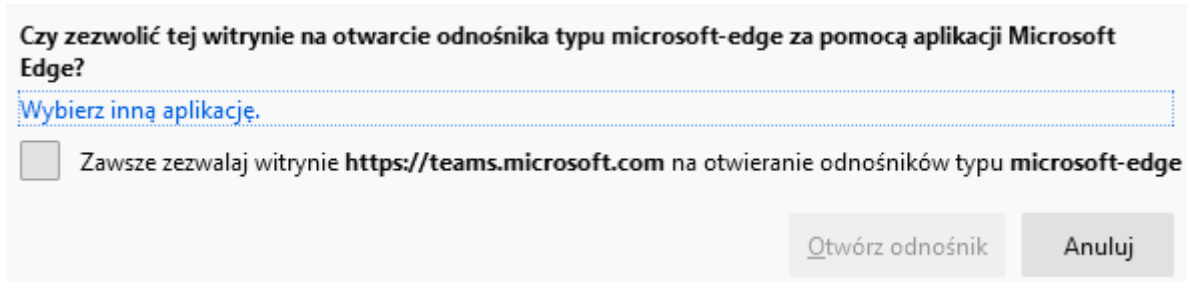 Czy zezwolić tej witrynie na otwarcie odnośnika typu microsoft-edge za pomocą aplikacji Microsoft
Edge?
Wybierz inną aplikację.
Zawsze zezwalaj witrynie https://teams.microsoft.com na otwieranie odnośników typu microsoft-edge
Otwórz odnośnik
Anuluj